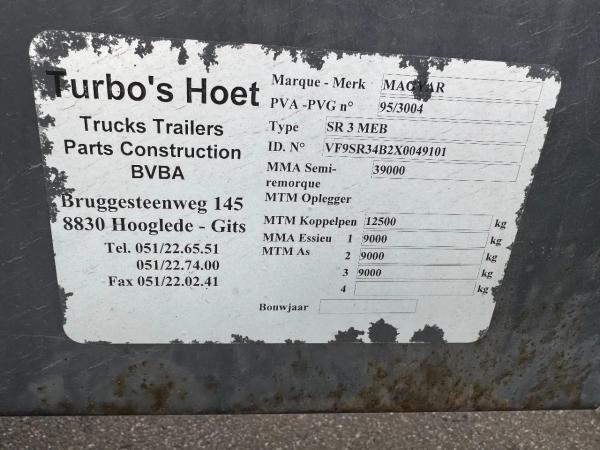 Turbo's Hoet
Trucks Trailers
Parts Construction
BVBA
Bruggesteenweg 145
8830 Hooglede - Gits
Tel. 051/22.65.51
051/22.74.00
Fax 051/22.02.41
Marque - Merk MAGYAR
PVA -PVG n° 95/3004
Type SR 3 MEB
ID. N° VF9SR34B2X0049101
MMA Semi- 39000
remorque
MTM Oplegger
MTM Koppelpen 12500 kg
MMA Essieu 1 9000 kg
MTM As 2 9000 kg
3 9000 kg
4 kg
Bouwjaar